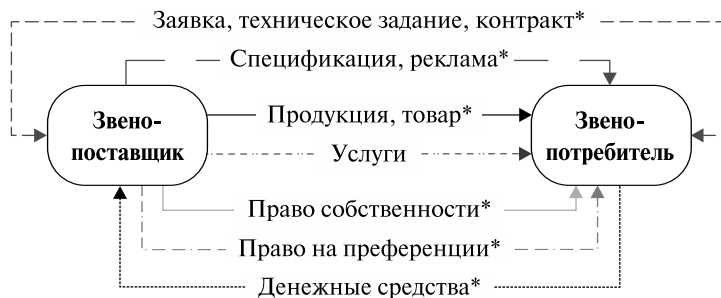 Заявка, техническое задание, контракт*
Спецификация, реклама*
Звено-
поставщик
Продукция, товар*
Услуги
Звено-
потребитель
Право собственности*
Право на преференции*
Денежные средства*